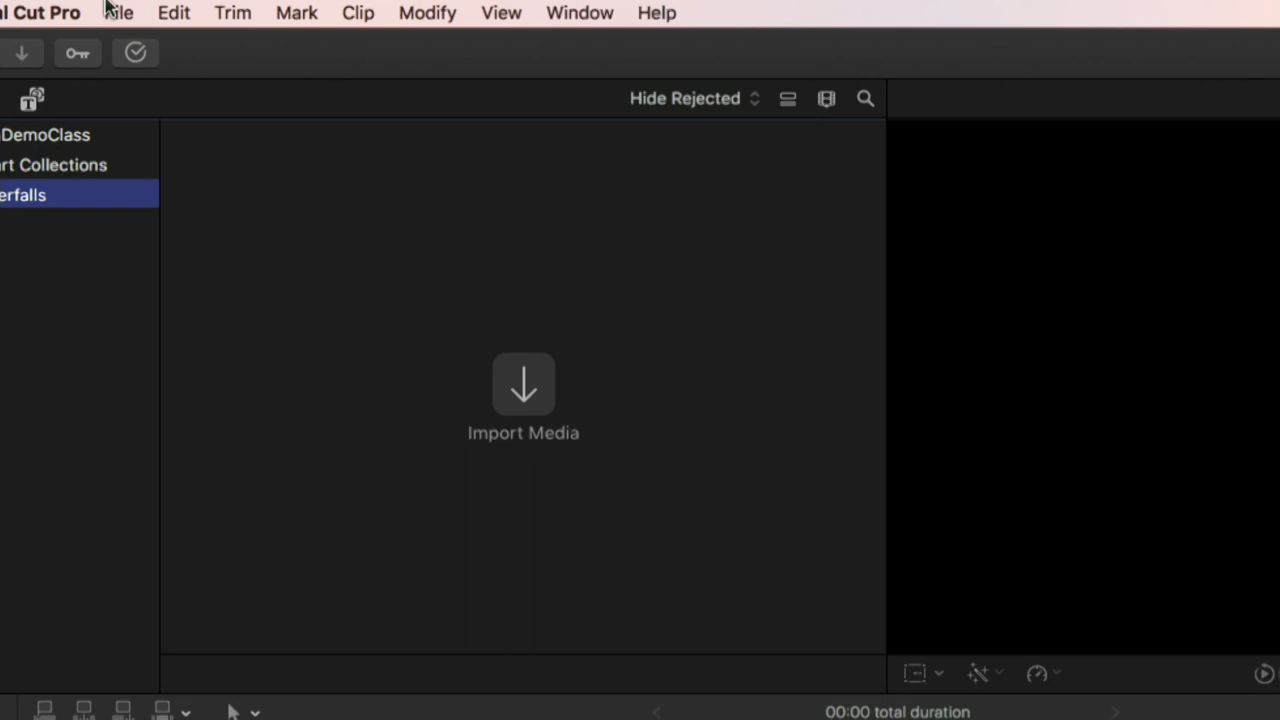 l Cut Pro File Edit Trim Mark Clip Modify View Window Help
Hide Rejected
DemoClass
rt Collections
erfalls
Import Media
00:00 total duration